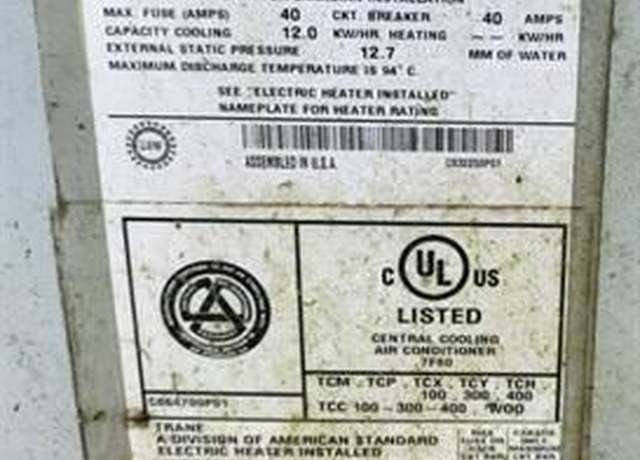 MAX. FUSE (AMPS) 40 CKT. BREAKER 40 AMPS
CAPACITY COOLING 12.0 KW/HR. HEATING -- KW/HR
EXTERNAL STATIC PRESSURE 12.7 MM OF WATER
MAXIMUM DISCHARGE TEMPERATURE IS 94° C.
SEE "ELECTRIC HEATER INSTALLED"
NAMEPLATE FOR HEATER RATING
ASSEMBLED IN U.S.A.
C UL US
LISTED
CENTRAL COOLING
AIR CONDITIONER
TCM . TCP . TCX . TCY . TCH
100 . 300 . 400
TCC 100-300-400 . WOD
TRANE
A DIVISION OF AMERICAN STANDARD
ELECTRIC HEATER INSTALLED